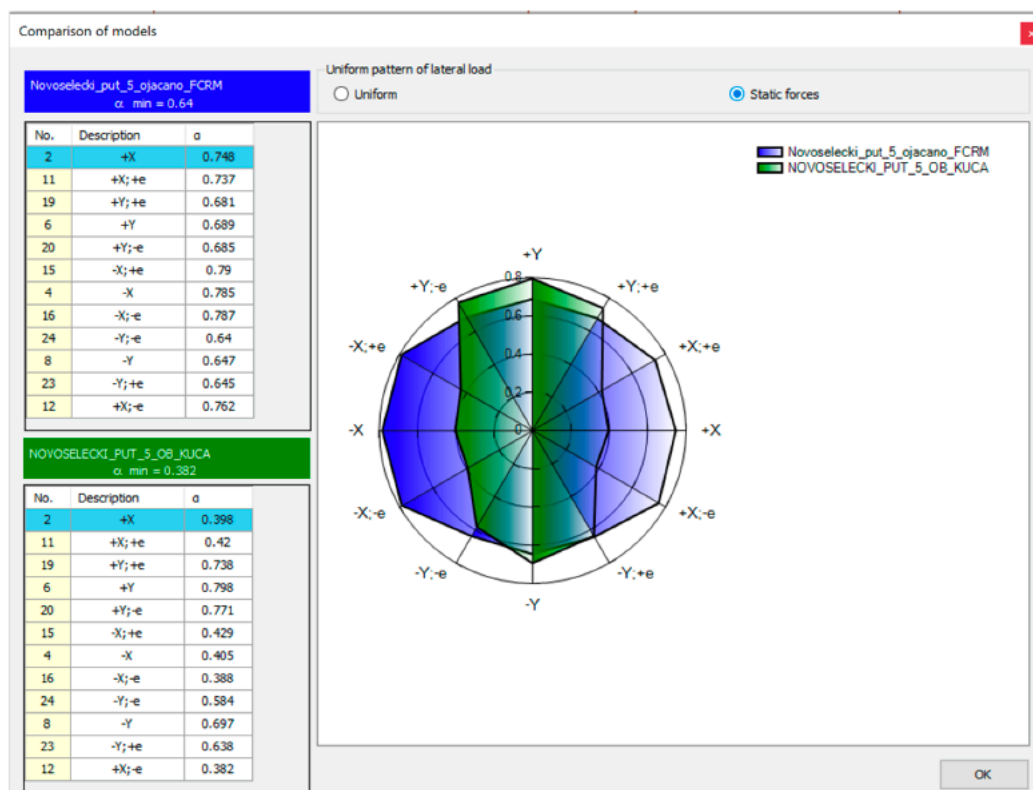 Comparison of models
Novoselecki_put_5_ojacano_FCRM
α min = 0.64
No. Description α
2 +X 0.748
11 +X;+e 0.737
19 +Y;+e 0.681
6 +Y 0.689
20 +Y;-e 0.685
15 -X;+e 0.79
4 -X 0.785
16 -X;-e 0.787
24 -Y;-e 0.64
8 -Y 0.647
23 -Y;+e 0.645
12 +X;-e 0.762
NOVOSELECKI_PUT_5_OB_KUCA
α min = 0.382
No. Description α
2 +X 0.398
11 +X;+e 0.42
19 +Y;+e 0.738
6 +Y 0.798
20 +Y;-e 0.771
15 -X;+e 0.429
4 -X 0.405
16 -X;-e 0.388
24 -Y;-e 0.584
8 -Y 0.697
23 -Y;+e 0.638
12 +X;-e 0.382
Uniform pattern of lateral load
Uniform Static forces
Novoselecki_put_5_ojacano_FCRM
NOVOSELECKI_PUT_5_OB_KUCA
+Y
+Y;-e 0.8 +Y;+e
0.6
-X;+e 0.4 +X;+e
0.2
-X 0 +X
-X;-e +X;-e
-Y;-e -Y;+e
-Y
OK